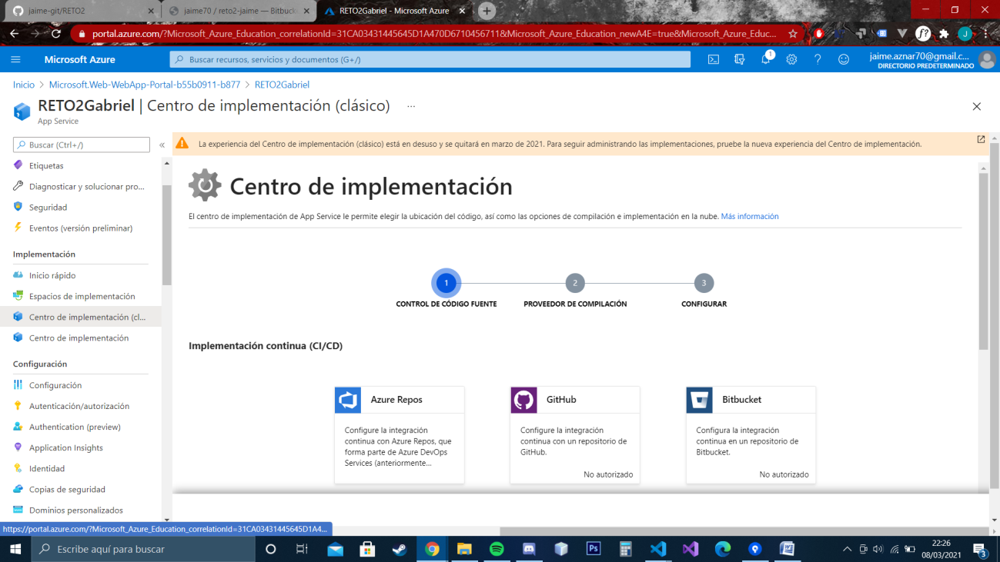 jaime-git/RETO2
jaime70 / reto2-jaime — Bitbuck
RETO2Gabriel - Microsoft Azure
portal.azure.com/?Microsoft_Azure_Education_correlationId=31CA03431445645D1A470D6710456711&Microsoft_Azure_Education_newA4E=true&Microsoft_Azure_Educ...
Microsoft Azure
Buscar recursos, servicios y documentos (G+/)
1
jaime.aznar70@gmail.c...
DIRECTORIO PREDETERMINADO
Inicio > Microsoft.Web-WebApp-Portal-b55b0911-b877 > RETO2Gabriel
RETO2Gabriel | Centro de implementación (clásico) ...
App Service
Buscar (Ctrl+/)
Etiquetas
Diagnosticar y solucionar pro...
Seguridad
Eventos (versión preliminar)
Implementación
Inicio rápido
Espacios de implementación
Centro de implementación (cl...
Centro de implementación
Configuración
Configuración
Autenticación/autorización
Authentication (preview)
Application Insights
Identidad
Copias de seguridad
Dominios personalizados
La experiencia del Centro de implementación (clásico) está en desuso y se quitará en marzo de 2021. Para seguir administrando las implementaciones, pruebe la nueva experiencia del Centro de implementación.
Centro de implementación
El centro de implementación de App Service le permite elegir la ubicación del código, así como las opciones de compilación e implementación en la nube. Más información
1
2
3
CONTROL DE CÓDIGO FUENTE
PROVEEDOR DE COMPILACIÓN
CONFIGURAR
Implementación continua (CI/CD)
Azure Repos
Configure la integración
continua con Azure Repos, que
forma parte de Azure DevOps
Services (anteriormente...
GitHub
Configure la integración
continua con un repositorio de
GitHub.
No autorizado
Bitbucket
Configura la integración
continua en un repositorio de
Bitbucket.
No autorizado
https://portal.azure.com/?Microsoft_Azure_Education_correlationId=31CA03431445645D1A4...
Escribe aquí para buscar
Ps
22:26
08/03/2021
3